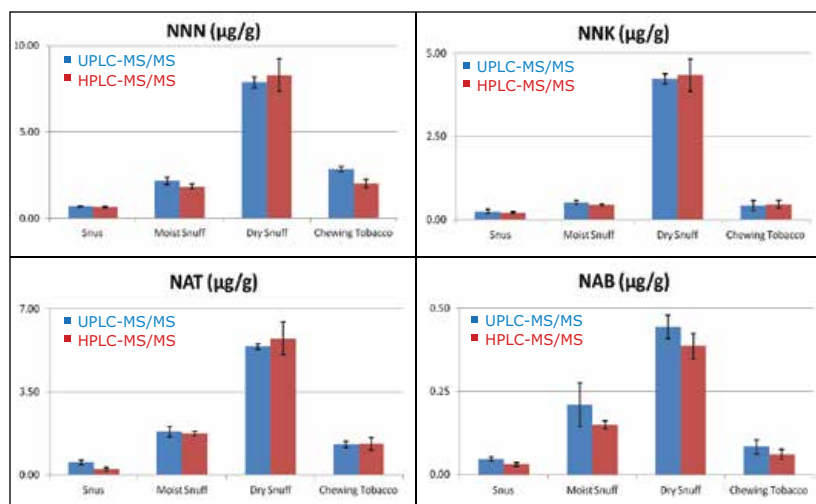 NNN (µg/g)
10.00
UPLC-MS/MS
HPLC-MS/MS
5.00
0.00
Snus
Moist Snuff
Dry Snuff
Chewing Tobacco
NNK (µg/g)
5.00
UPLC-MS/MS
HPLC-MS/MS
2.50
0.00
Snus
Moist Snuff
Dry Snuff
Chewing Tobacco
NAT (µg/g)
7.00
UPLC-MS/MS
HPLC-MS/MS
3.50
0.00
Snus
Moist Snuff
Dry Snuff
Chewing Tobacco
NAB (µg/g)
0.50
UPLC-MS/MS
HPLC-MS/MS
0.25
0.00
Snus
Moist Snuff
Dry Snuff
Chewing Tobacco